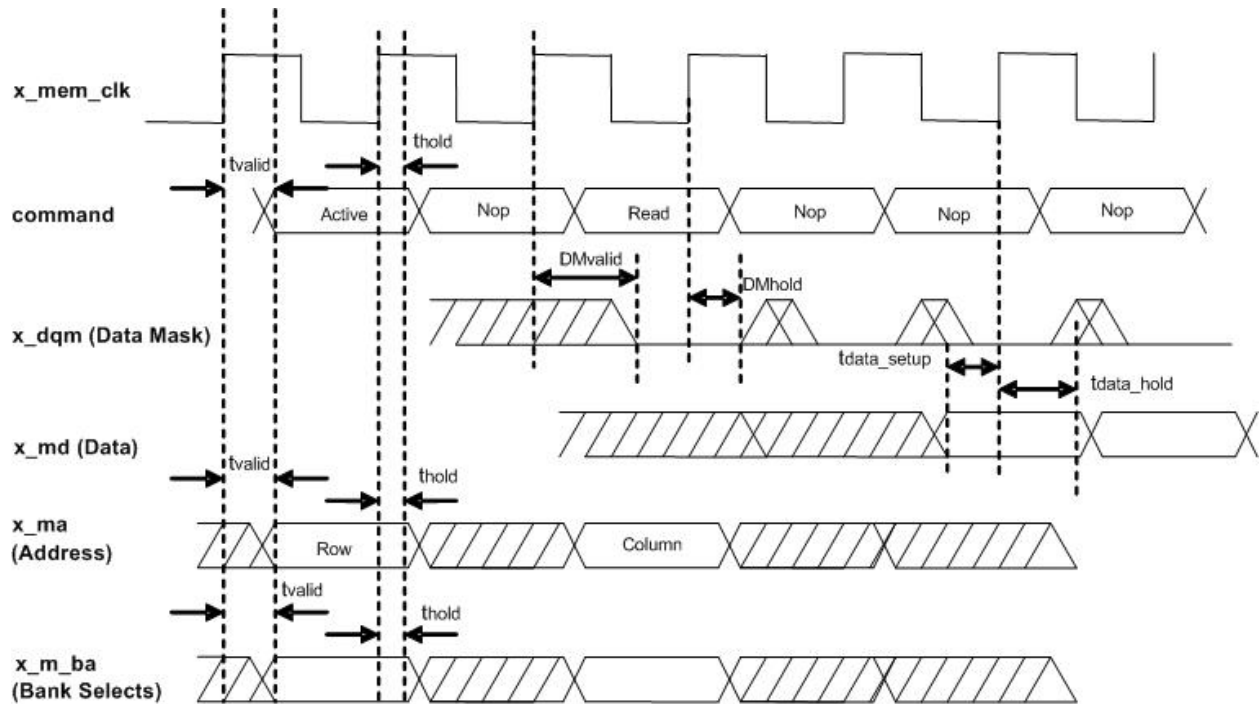 x_mem_clk
thold
tvalid
command
Active
Nop
Read
Nop
Nop
Nop
DMvalid
DMhold
x_dqm (Data Mask)
tdata_setup
tdata_hold
x_md (Data)
tvalid
thold
x_ma
(Address)
Row
Column
tvalid
thold
x_m_ba
(Bank Selects)